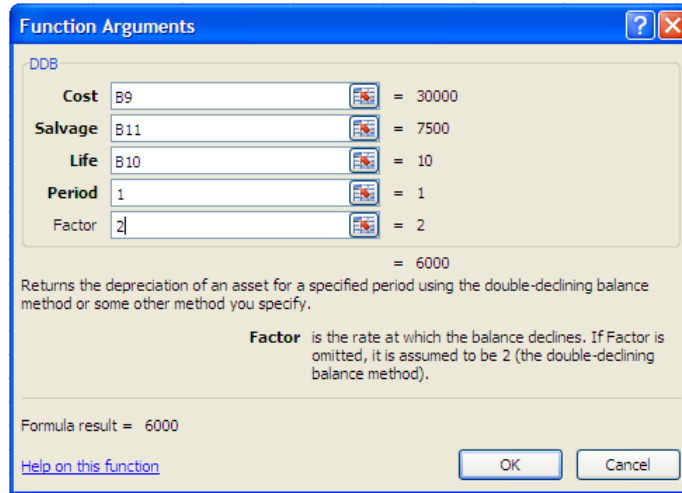 Function Arguments
DDB
Cost B9 = 30000
Salvage B11 = 7500
Life B10 = 10
Period 1 = 1
Factor 2 = 2
= 6000
Returns the depreciation of an asset for a specified period using the double-declining balance
method or some other method you specify.
Factor is the rate at which the balance declines. If Factor is
omitted, it is assumed to be 2 (the double-declining
balance method).
Formula result = 6000
Help on this function OK Cancel